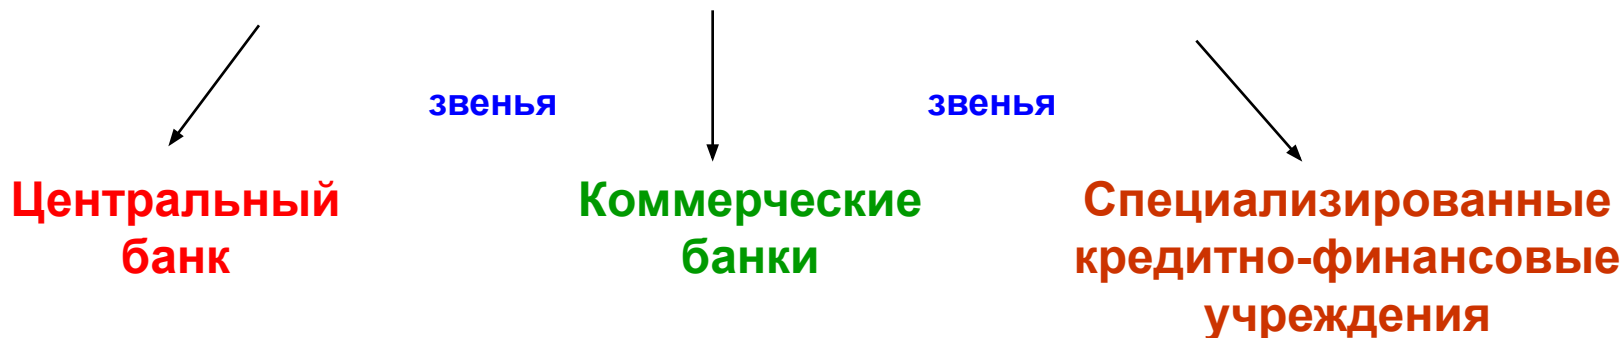 звенья звенья
Центральный
банк
Коммерческие
банки
Специализированные
кредитно-финансовые
учреждения